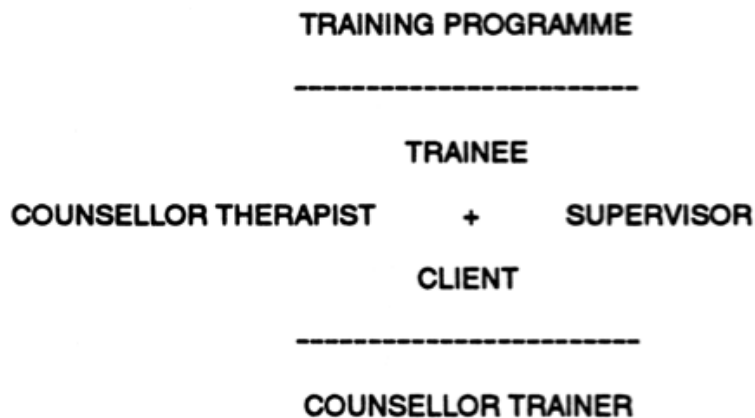 TRAINING PROGRAMME
------------------------
TRAINEE
COUNSELLOR THERAPIST + SUPERVISOR
CLIENT
------------------------
COUNSELLOR TRAINER